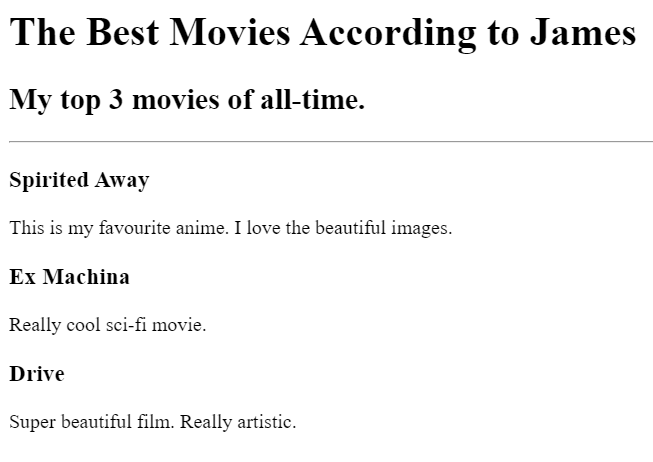 The Best Movies According to James
My top 3 movies of all-time.
Spirited Away
This is my favourite anime. I love the beautiful images.
Ex Machina
Really cool sci-fi movie.
Drive
Super beautiful film. Really artistic.